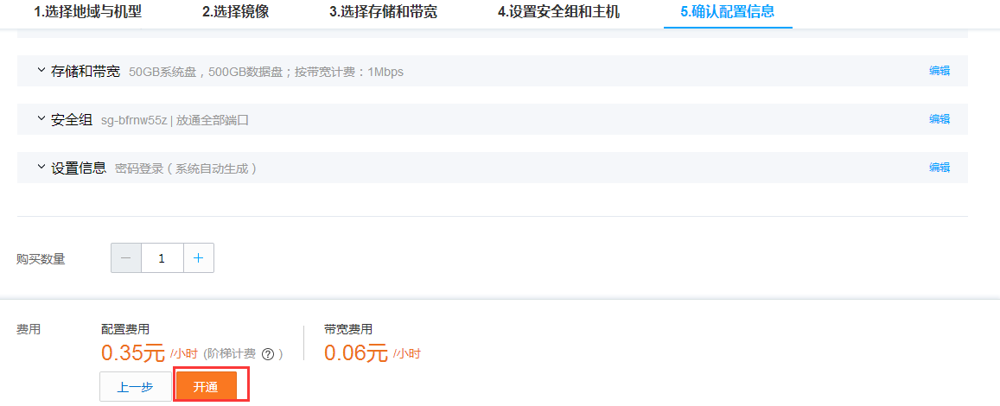 1.选择地域与机型 2.选择镜像 3.选择存储和带宽 4.设置安全组和主机 5.确认配置信息
存储和带宽 50GB系统盘，500GB数据盘；按带宽计费：1Mbps 编辑
安全组 sg-bfrnw55z | 放通全部端口 编辑
设置信息 密码登录（系统自动生成） 编辑
购买数量 − 1 +
费用 配置费用 带宽费用
0.35元 /小时 (阶梯计费 ? ) 0.06元 /小时
上一步 开通